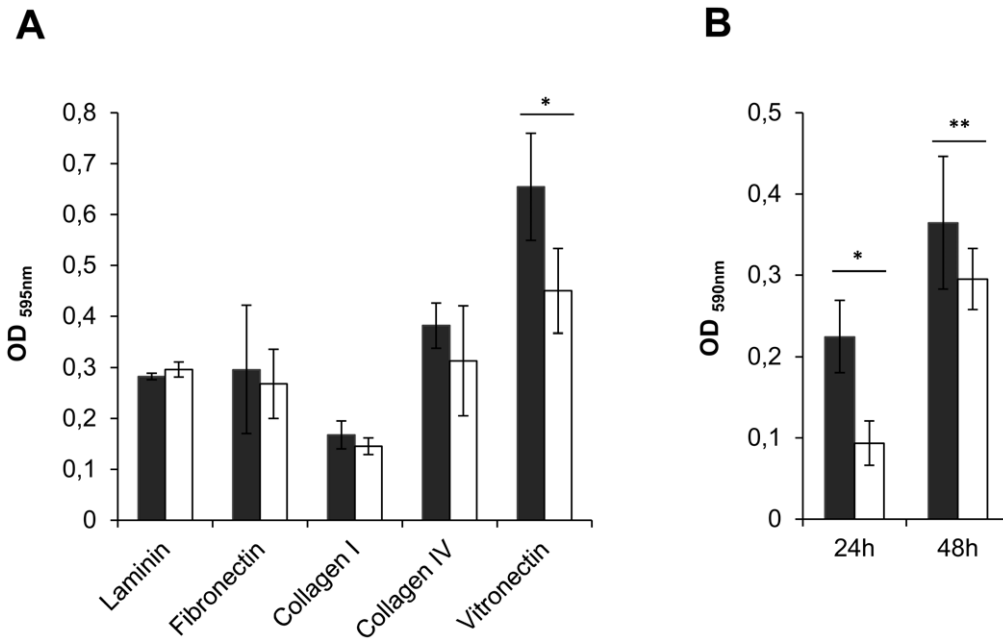 A
OD 595nm
0,8
0,7
0,6
0,5
0,4
0,3
0,2
0,1
0
*
Laminin
Fibronectin
Collagen I
Collagen IV
Vitronectin
B
OD 590nm
0,5
0,4
0,3
0,2
0,1
0
*
**
24h
48h